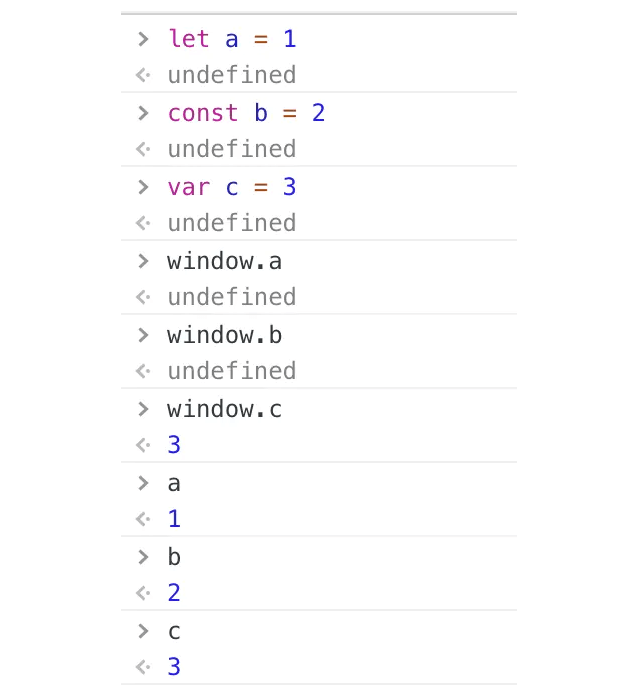 > let a = 1
<· undefined
> const b = 2
<· undefined
> var c = 3
<· undefined
> window.a
<· undefined
> window.b
<· undefined
> window.c
<· 3
> a
<· 1
> b
<· 2
> c
<· 3